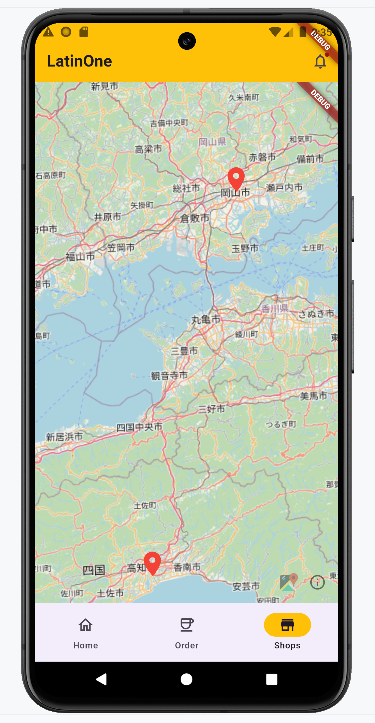 DEBUG
LatinOne
DEBUG
新見市
久米南町
吉備中央町
岡山県
和気町
高梁市
赤磐市
備前市
石高原町
総社市
岡山市
瀬戸内市
矢掛町
井原市
倉敷市
府中市
笠岡市
玉野市
土庄町
福山市
道市
香川県
島町
丸亀市
さぬき市
綾川町
三豊市
観音寺市
美馬市
三好市
四国中央市
つるぎ町
新居浜市
土佐町
四国
高知
香南市
佐川町
土佐市
安芸市
Home
Order
Shops